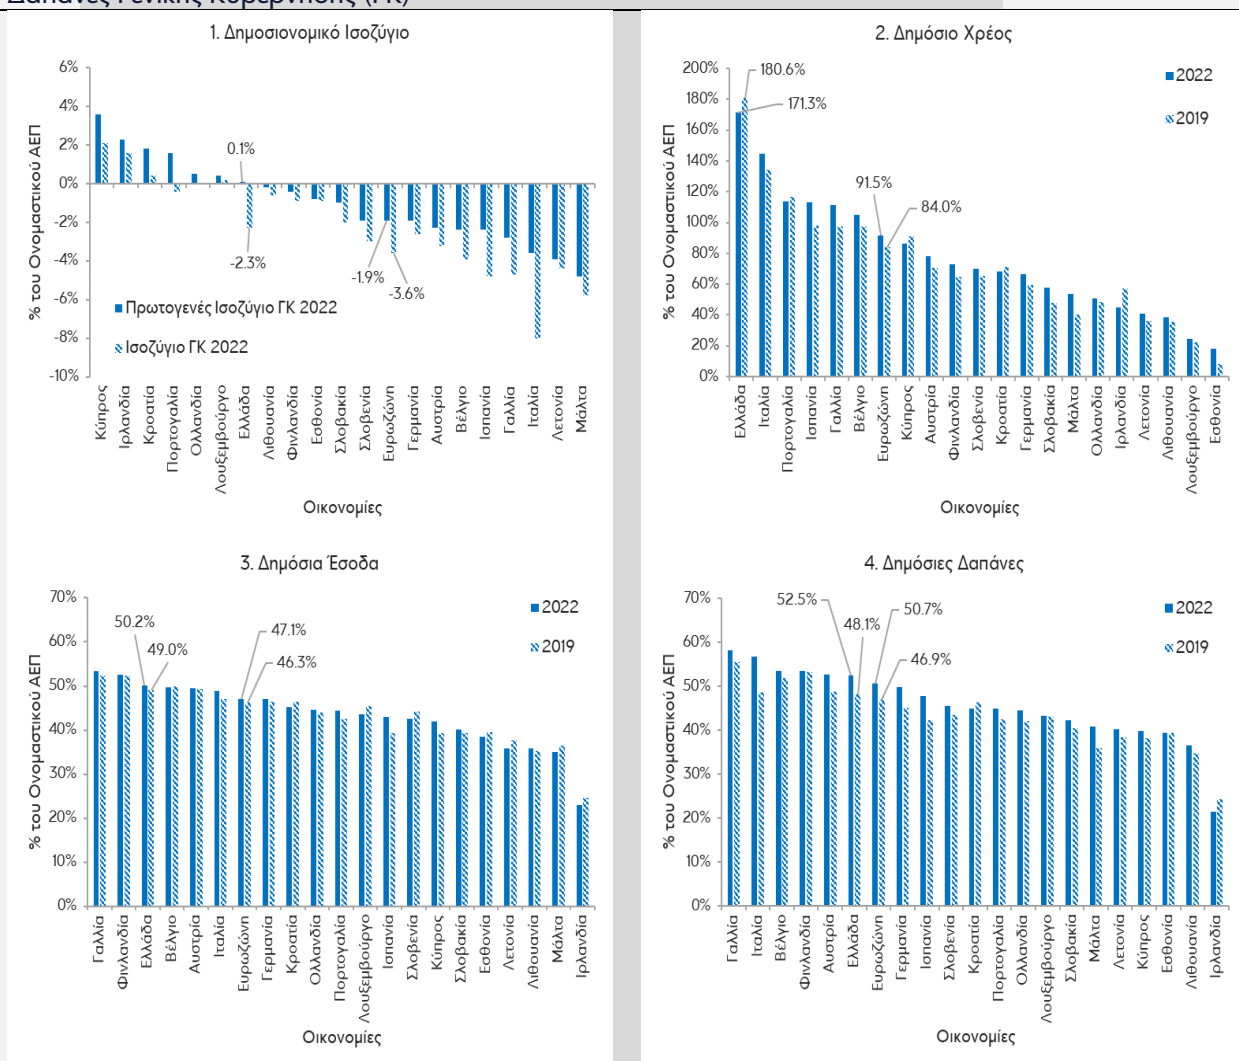 Δαπάνες Γενικής Κυβέρνησης (ΓΚ)
1. Δημοσιονομικό Ισοζύγιο
% του Ονομαστικού ΑΕΠ
6%
4%
2%
0%
-2%
-4%
-6%
-8%
-10%
0.1%
-2.3%
-1.9%
-3.6%
Πρωτογενές Ισοζύγιο ΓΚ 2022
Ισοζύγιο ΓΚ 2022
Κύπρος
Ιρλανδία
Κροατία
Πορτογαλία
Ολλανδία
Λουξεμβούργο
Ελλάδα
Λιθουανία
Φινλανδία
Εσθονία
Σλοβακία
Σλοβενία
Ευρωζώνη
Γερμανία
Αυστρία
Βέλγιο
Ισπανία
Γαλλία
Ιταλία
Λετονία
Μάλτα
Οικονομίες
2. Δημόσιο Χρέος
% του Ονομαστικού ΑΕΠ
200%
180%
160%
140%
120%
100%
80%
60%
40%
20%
0%
180.6%
171.3%
91.5%
84.0%
2022
2019
Ελλάδα
Ιταλία
Πορτογαλία
Ισπανία
Γαλλία
Βέλγιο
Ευρωζώνη
Κύπρος
Αυστρία
Φινλανδία
Σλοβενία
Κροατία
Γερμανία
Σλοβακία
Μάλτα
Ολλανδία
Ιρλανδία
Λετονία
Λιθουανία
Λουξεμβούργο
Εσθονία
Οικονομίες
3. Δημόσια Έσοδα
% του Ονομαστικού ΑΕΠ
70%
60%
50%
40%
30%
20%
10%
0%
50.2%
49.0%
47.1%
46.3%
2022
2019
Γαλλία
Φινλανδία
Ελλάδα
Βέλγιο
Αυστρία
Ιταλία
Ευρωζώνη
Γερμανία
Κροατία
Ολλανδία
Πορτογαλία
Λουξεμβούργο
Ισπανία
Σλοβενία
Κύπρος
Σλοβακία
Εσθονία
Λετονία
Λιθουανία
Μάλτα
Ιρλανδία
Οικονομίες
4. Δημόσιες Δαπάνες
% του Ονομαστικού ΑΕΠ
70%
60%
50%
40%
30%
20%
10%
0%
52.5%
48.1%
50.7%
46.9%
2022
2019
Γαλλία
Ιταλία
Βέλγιο
Φινλανδία
Αυστρία
Ελλάδα
Ευρωζώνη
Γερμανία
Ισπανία
Σλοβενία
Κροατία
Πορτογαλία
Ολλανδία
Λουξεμβούργο
Σλοβακία
Μάλτα
Λετονία
Κύπρος
Εσθονία
Λιθουανία
Ιρλανδία
Οικονομίες